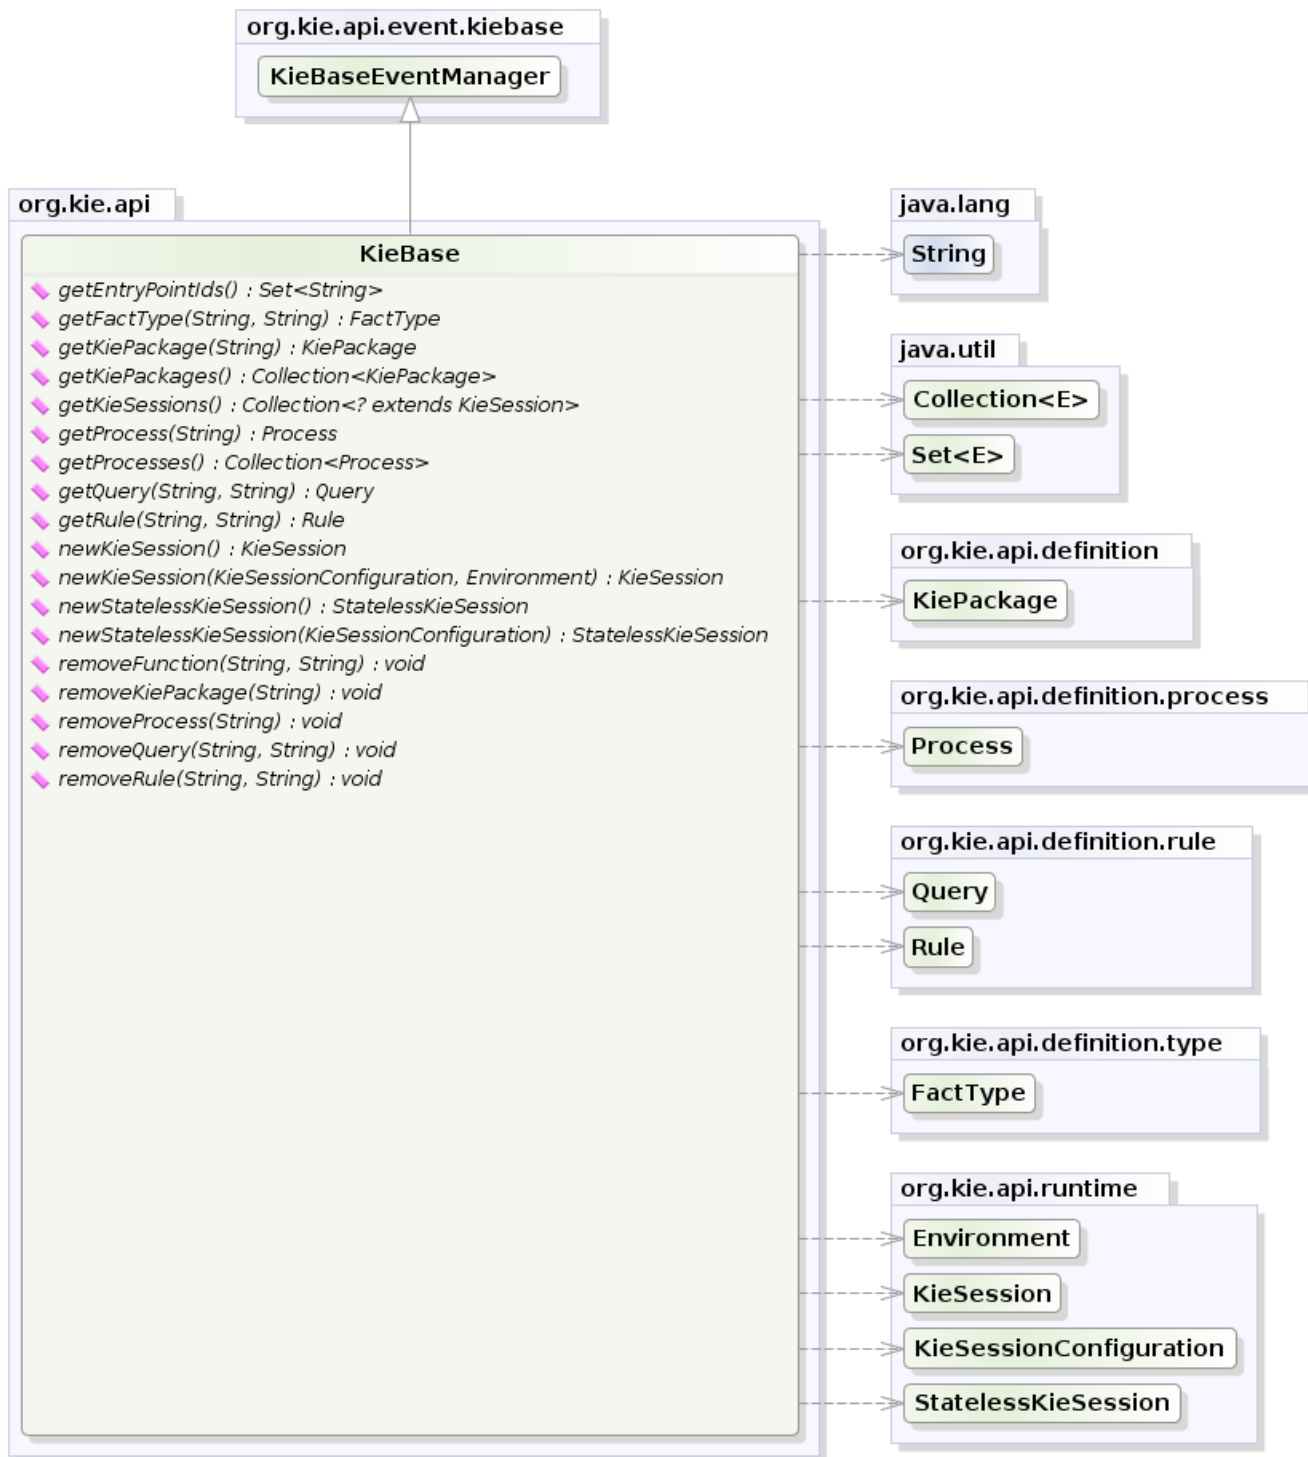 org.kie.api.event.kiebase
KieBaseEventManager
org.kie.api
KieBase
getEntryPointIds() : Set<String>
getFactType(String, String) : FactType
getKiePackage(String) : KiePackage
getKiePackages() : Collection<KiePackage>
getKieSessions() : Collection<? extends KieSession>
getProcess(String) : Process
getProcesses() : Collection<Process>
getQuery(String, String) : Query
getRule(String, String) : Rule
newKieSession() : KieSession
newKieSession(KieSessionConfiguration, Environment) : KieSession
newStatelessKieSession() : StatelessKieSession
newStatelessKieSession(KieSessionConfiguration) : StatelessKieSession
removeFunction(String, String) : void
removeKiePackage(String) : void
removeProcess(String) : void
removeQuery(String, String) : void
removeRule(String, String) : void
java.lang
String
java.util
Collection<E>
Set<E>
org.kie.api.definition
KiePackage
org.kie.api.definition.process
Process
org.kie.api.definition.rule
Query
Rule
org.kie.api.definition.type
FactType
org.kie.api.runtime
Environment
KieSession
KieSessionConfiguration
StatelessKieSession